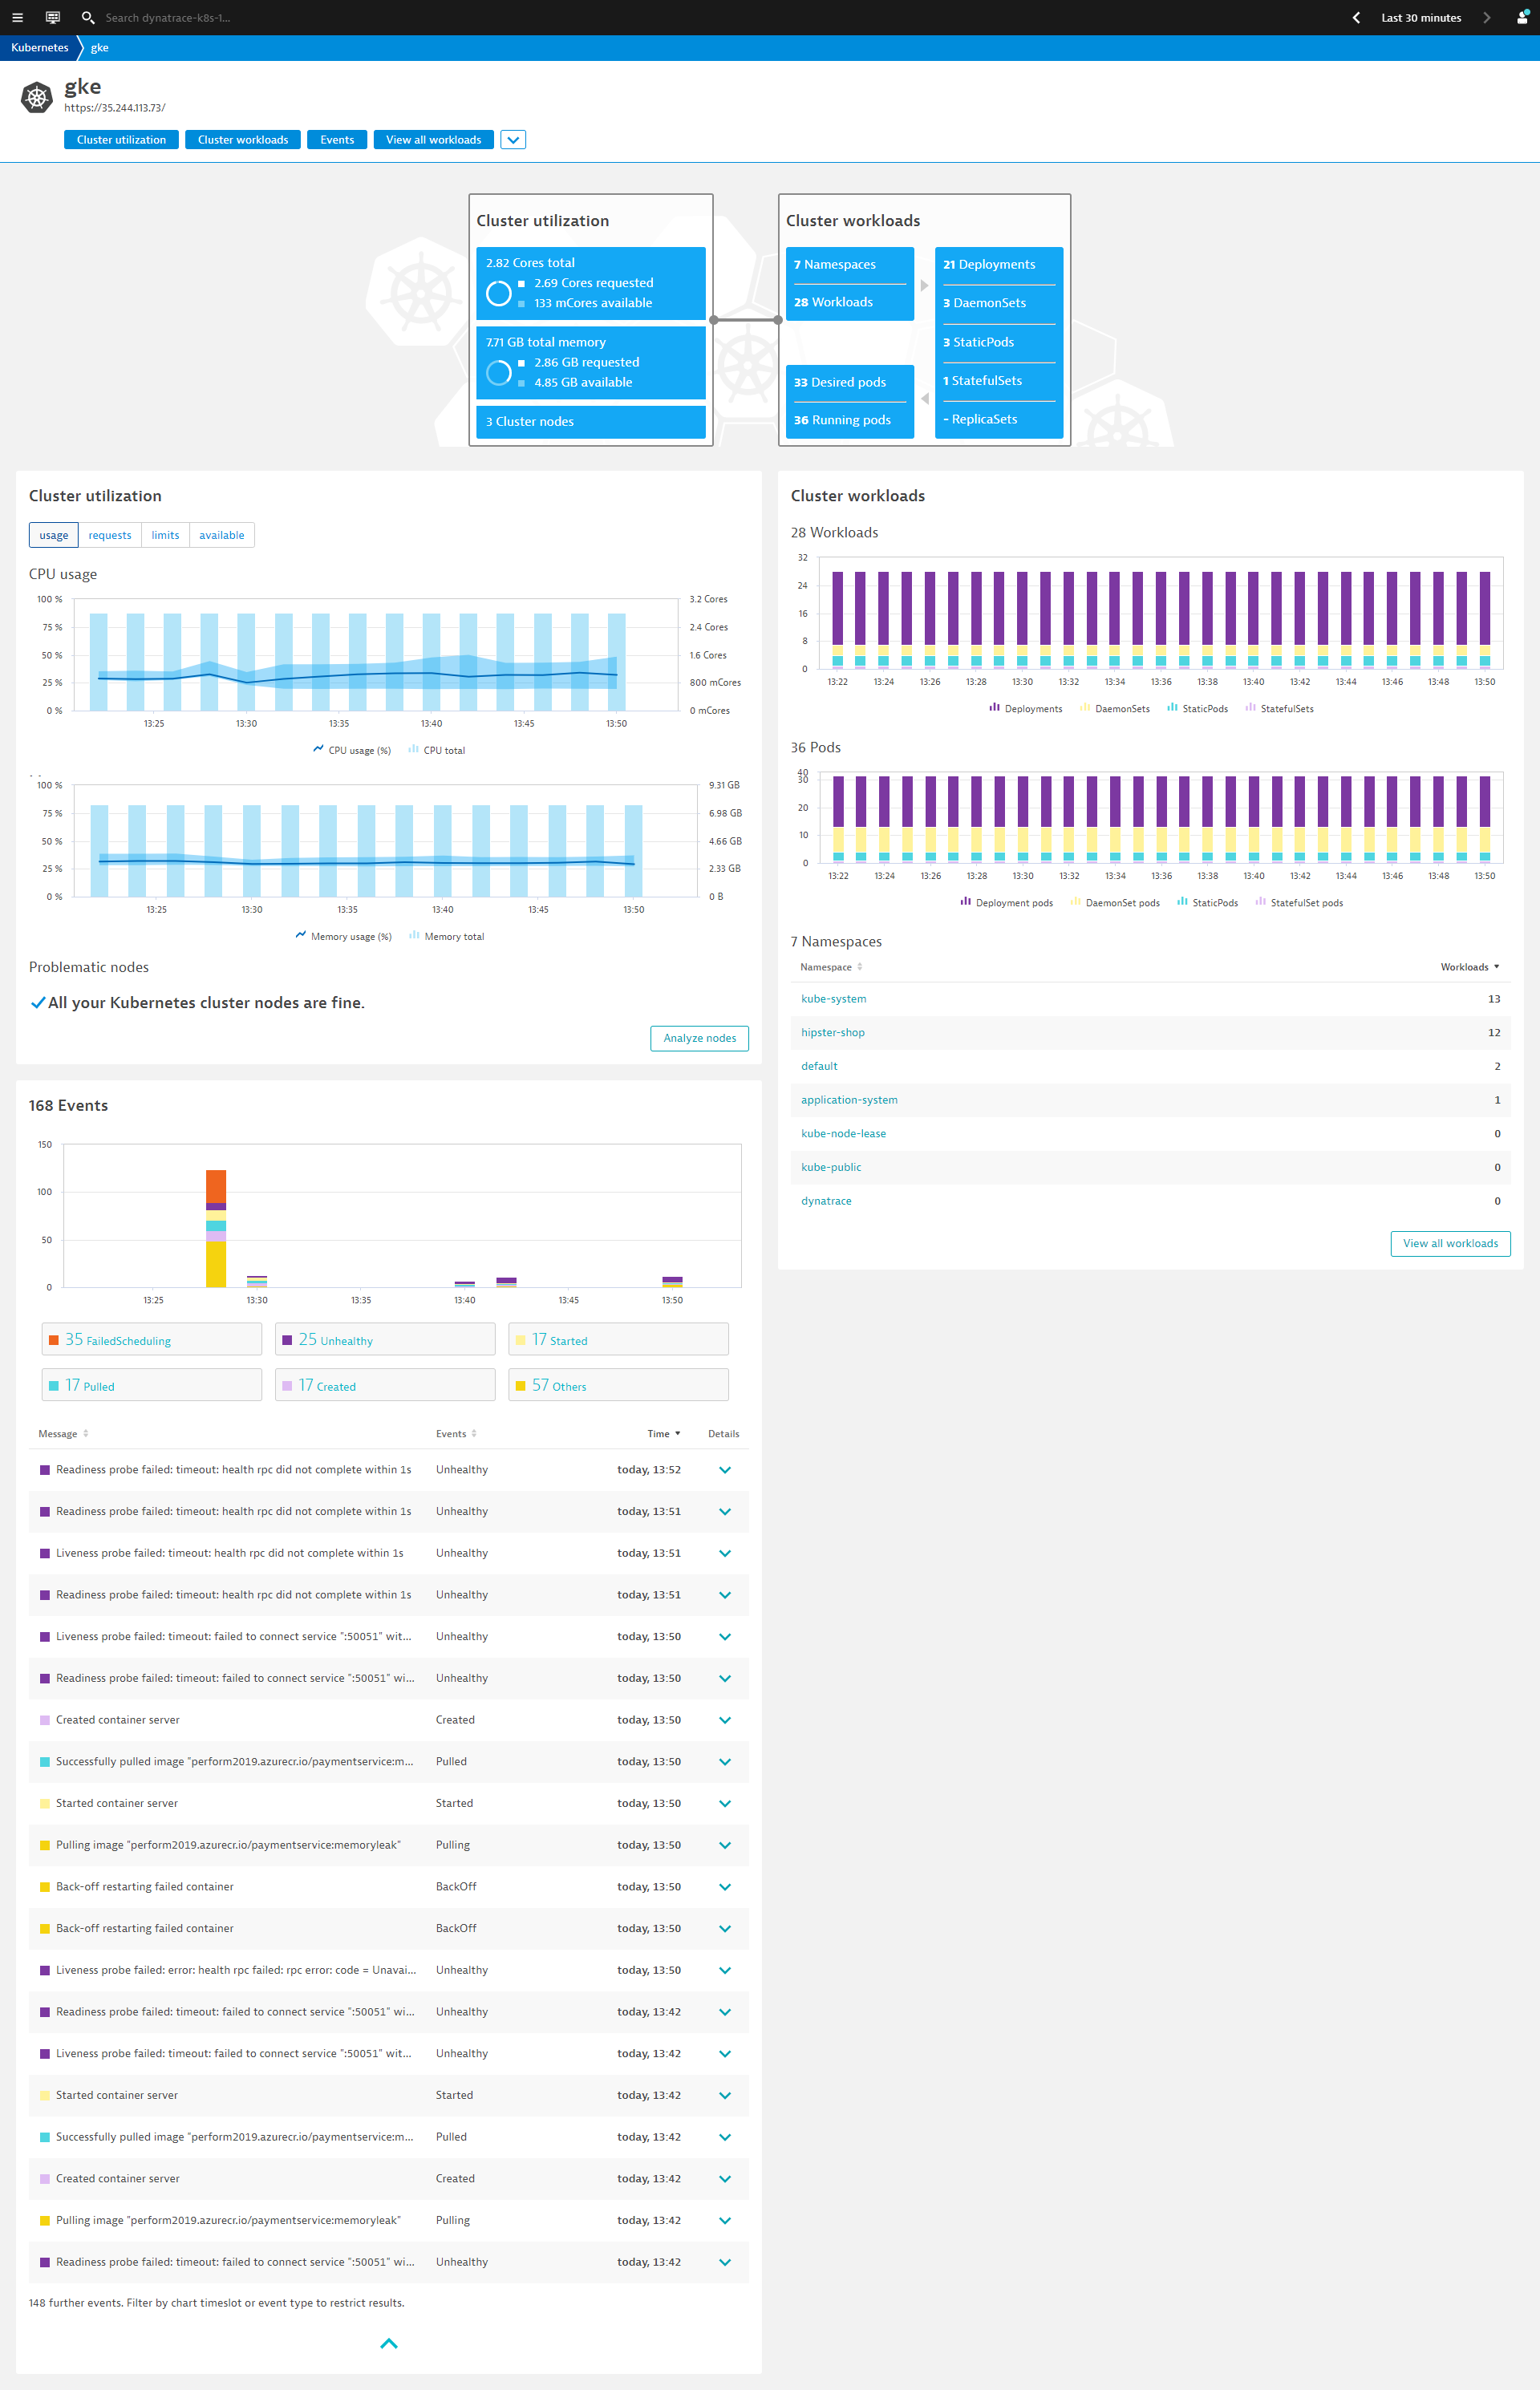 Search dynatrace-k8s-1...
Last 30 minutes
Kubernetes
gke
gke
https://35.244.113.73/
Cluster utilization
Cluster workloads
Events
View all workloads
Cluster utilization
2.82 Cores total
2.69 Cores requested
133 mCores available
7.71 GB total memory
2.86 GB requested
4.85 GB available
3 Cluster nodes
Cluster workloads
7 Namespaces
28 Workloads
33 Desired pods
36 Running pods
21 Deployments
3 DaemonSets
3 StaticPods
1 StatefulSets
- ReplicaSets
Cluster utilization
usage requests limits available
CPU usage
100 % 3.2 Cores
75 % 2.4 Cores
50 % 1.6 Cores
25 % 800 mCores
0 % 0 mCores
13:25 13:30 13:35 13:40 13:45 13:50
CPU usage (%) CPU total
100 % 9.31 GB
75 % 6.98 GB
50 % 4.66 GB
25 % 2.33 GB
0 % 0 B
13:25 13:30 13:35 13:40 13:45 13:50
Memory usage (%) Memory total
Problematic nodes
All your Kubernetes cluster nodes are fine.
Analyze nodes
168 Events
150
100
50
0
13:25 13:30 13:35 13:40 13:45 13:50
35 FailedScheduling
25 Unhealthy
17 Started
17 Pulled
17 Created
57 Others
Message Events Time Details
Readiness probe failed: timeout: health rpc did not complete within 1s Unhealthy today, 13:52
Readiness probe failed: timeout: health rpc did not complete within 1s Unhealthy today, 13:51
Liveness probe failed: timeout: health rpc did not complete within 1s Unhealthy today, 13:51
Readiness probe failed: timeout: health rpc did not complete within 1s Unhealthy today, 13:51
Liveness probe failed: timeout: failed to connect service ":50051" wit... Unhealthy today, 13:50
Readiness probe failed: timeout: failed to connect service ":50051" wi... Unhealthy today, 13:50
Created container server Created today, 13:50
Successfully pulled image "perform2019.azurecr.io/paymentservice:m... Pulled today, 13:50
Started container server Started today, 13:50
Pulling image "perform2019.azurecr.io/paymentservice:memoryleak" Pulling today, 13:50
Back-off restarting failed container BackOff today, 13:50
Back-off restarting failed container BackOff today, 13:50
Liveness probe failed: error: health rpc failed: rpc error: code = Unavai... Unhealthy today, 13:50
Readiness probe failed: timeout: failed to connect service ":50051" wi... Unhealthy today, 13:42
Liveness probe failed: timeout: failed to connect service ":50051" wit... Unhealthy today, 13:42
Started container server Started today, 13:42
Successfully pulled image "perform2019.azurecr.io/paymentservice:m... Pulled today, 13:42
Created container server Created today, 13:42
Pulling image "perform2019.azurecr.io/paymentservice:memoryleak" Pulling today, 13:42
Readiness probe failed: timeout: failed to connect service ":50051" wi... Unhealthy today, 13:42
148 further events. Filter by chart timeslot or event type to restrict results.
Cluster workloads
28 Workloads
32
24
16
8
0
13:22 13:24 13:26 13:28 13:30 13:32 13:34 13:36 13:38 13:40 13:42 13:44 13:46 13:48 13:50
Deployments DaemonSets StaticPods StatefulSets
36 Pods
40
30
20
10
0
13:22 13:24 13:26 13:28 13:30 13:32 13:34 13:36 13:38 13:40 13:42 13:44 13:46 13:48 13:50
Deployment pods DaemonSet pods StaticPods StatefulSet pods
7 Namespaces
Namespace Workloads
kube-system 13
hipster-shop 12
default 2
application-system 1
kube-node-lease 0
kube-public 0
dynatrace 0
View all workloads